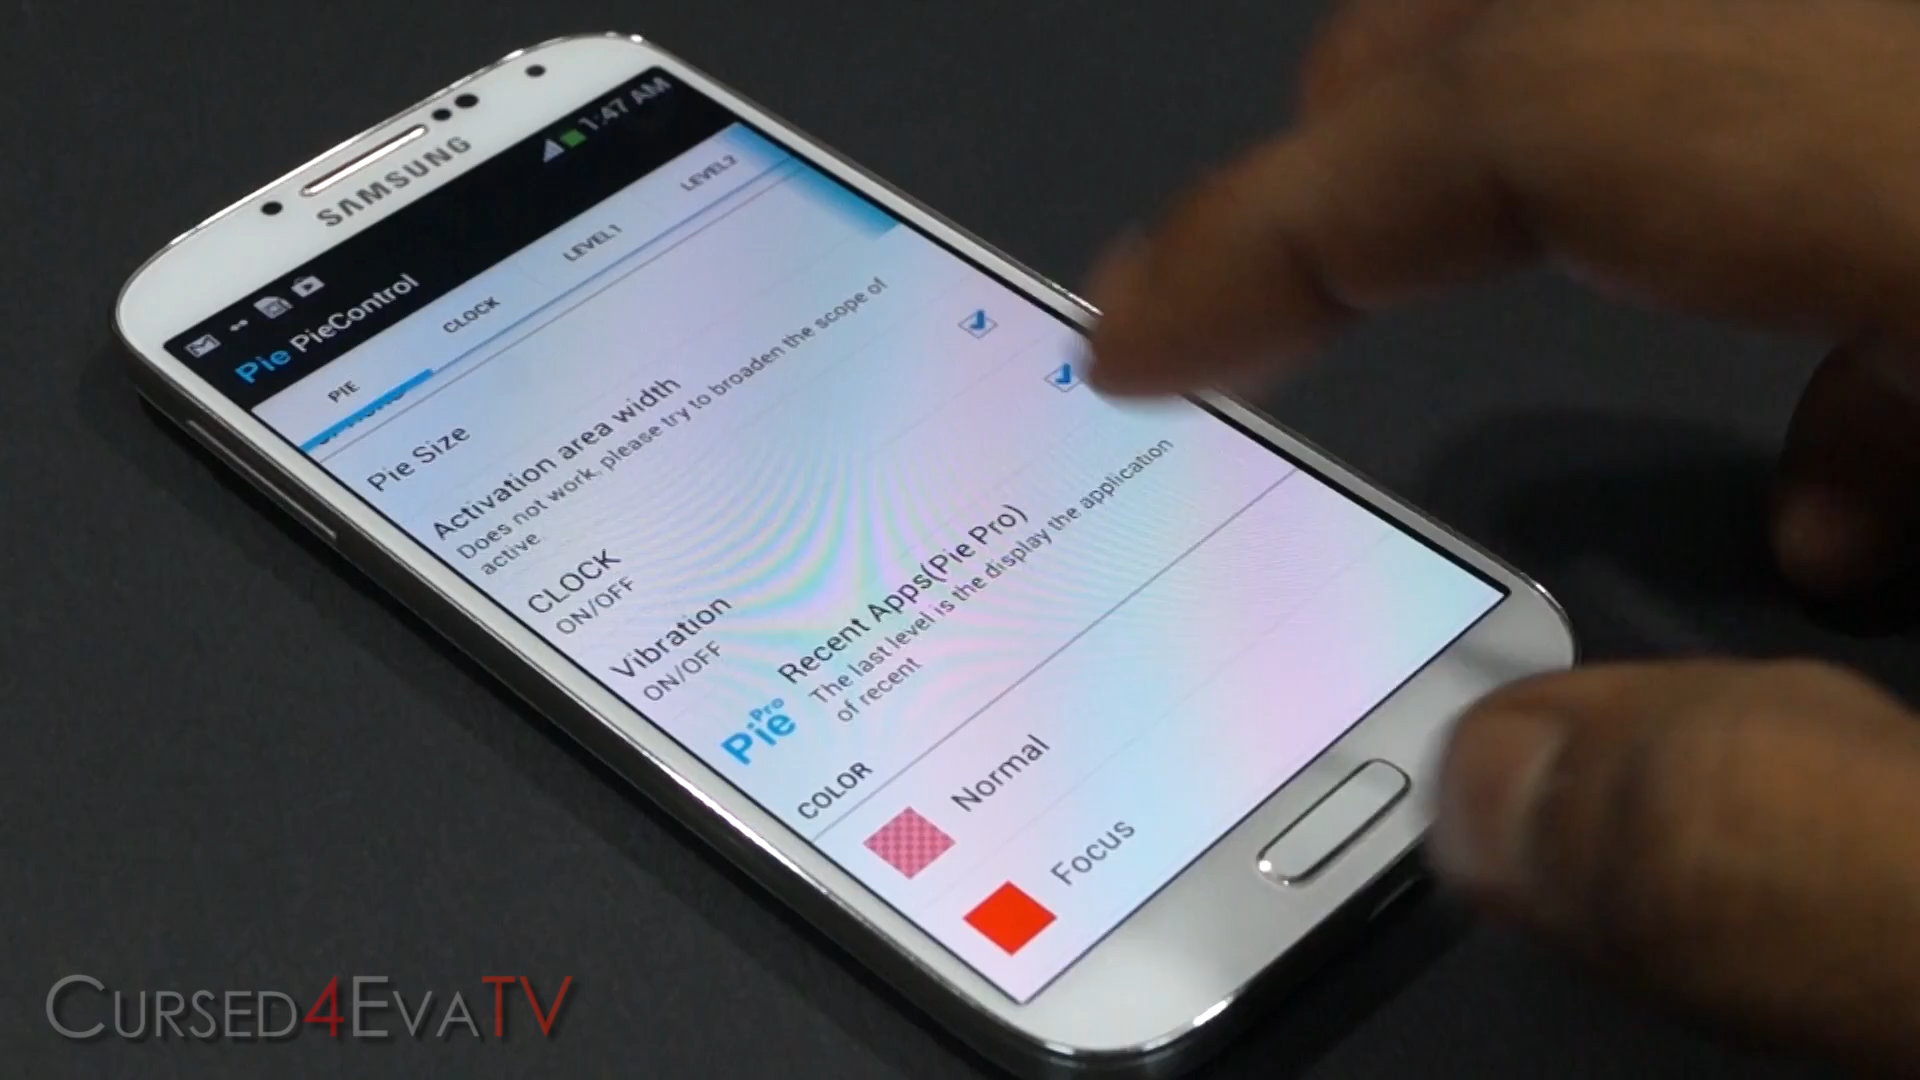 SAMSUNG
1:47 AM
Pie PieControl
PIE
CLOCK
LEVEL1
LEVEL2
Pie Size
Activation area width
Does not work, please try to broaden the scope of
active
CLOCK
ON/OFF
Vibration
ON/OFF
Pie Pro
Recent Apps(Pie Pro)
The last level is the display the application
of recent
COLOR
Normal
Focus
CURSED4EVATV